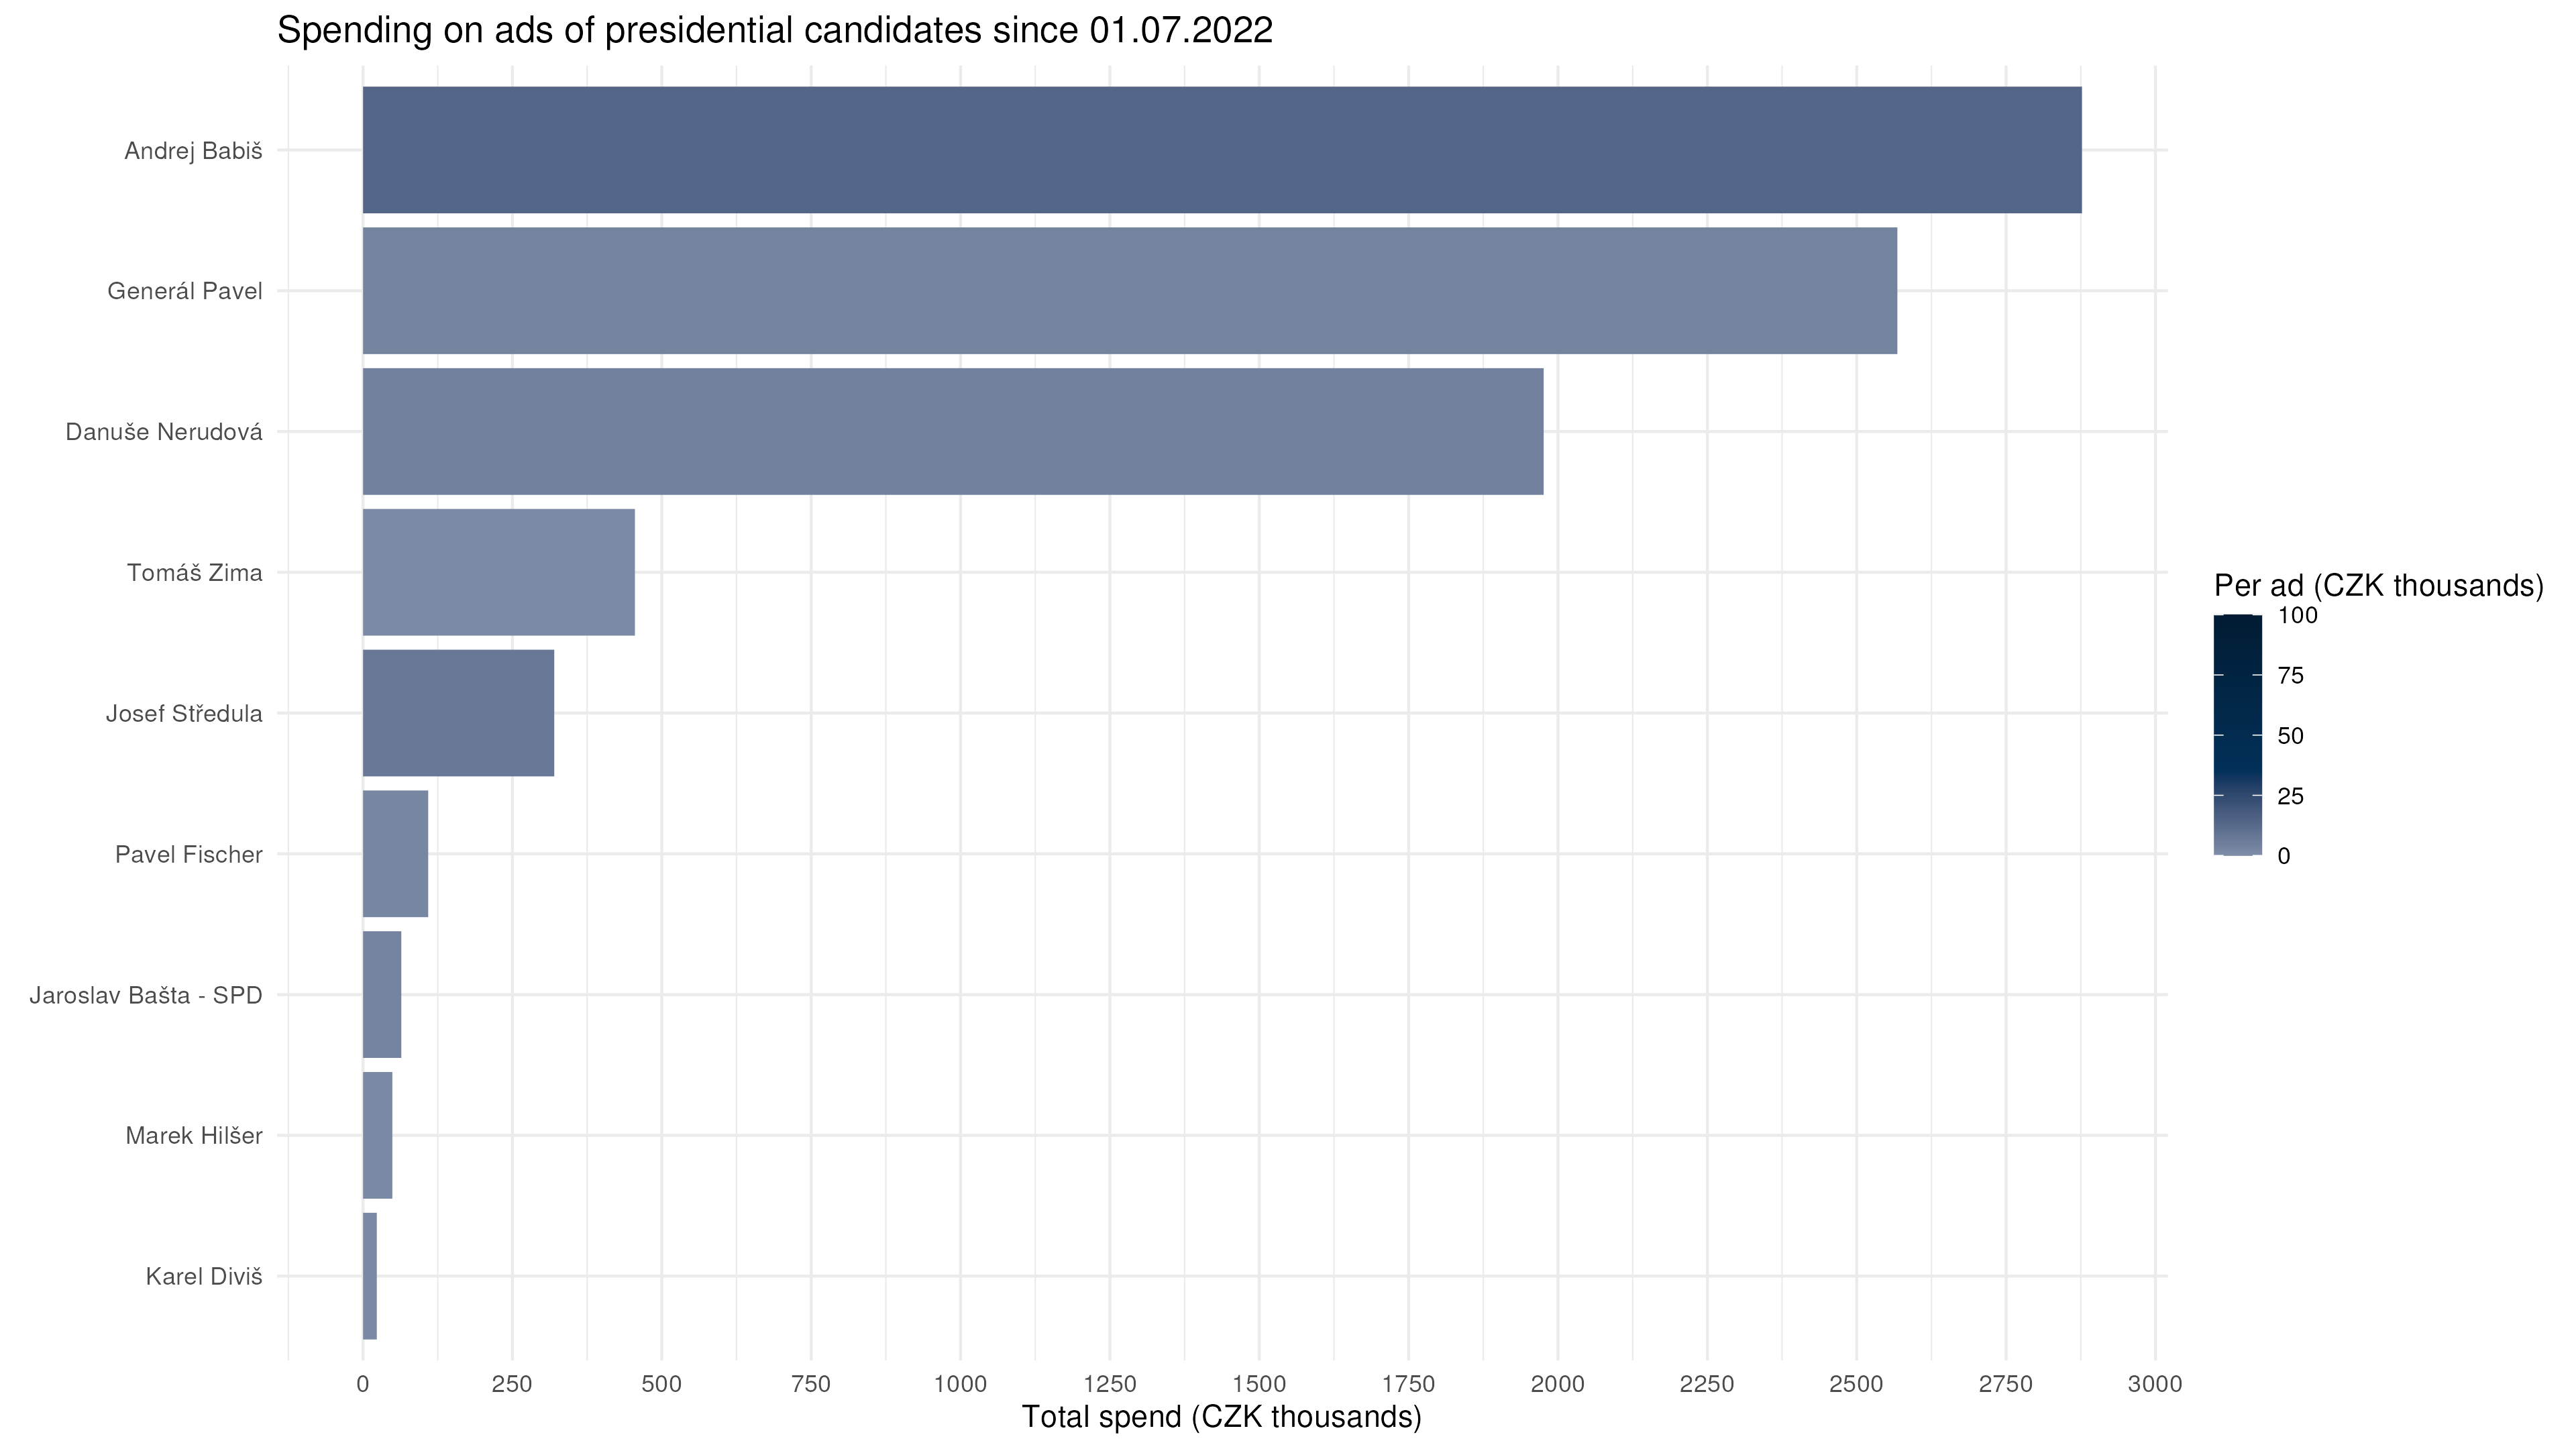 Spending on ads of presidential candidates since 01.07.2022
Andrej Babiš
Generál Pavel
Danuše Nerudová
Tomáš Zima
Josef Středula
Pavel Fischer
Jaroslav Bašta - SPD
Marek Hilšer
Karel Diviš
0 250 500 750 1000 1250 1500 1750 2000 2250 2500 2750 3000
Total spend (CZK thousands)
Per ad (CZK thousands)
100
75
50
25
0